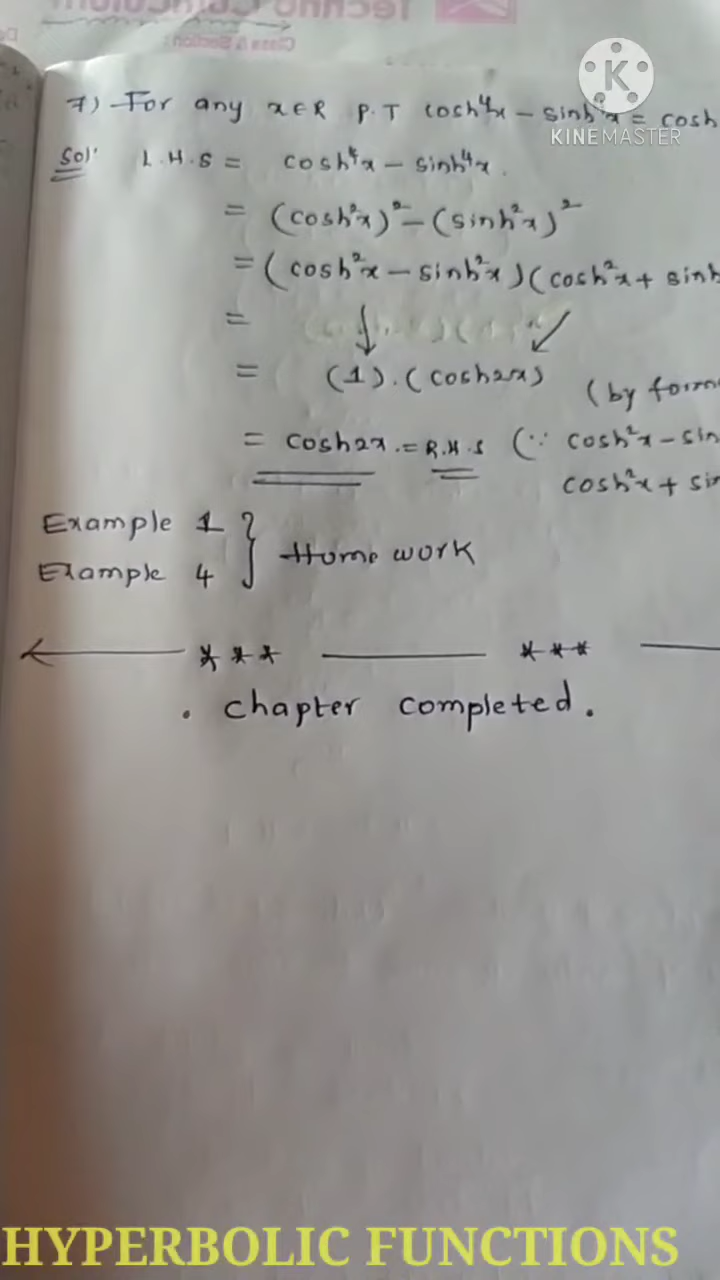 7) For any x∈R P.T cosh⁴x - sinh⁴x = cosh
Sol: L.H.S = cosh⁴x - sinh⁴x.
= (cosh²x)² - (sinh²x)²
= (cosh²x - sinh²x)(cosh²x + sinh
=
= (1).(cosh2x) (by form
= cosh2x. = R.H.S (∵ cosh²x - sin
cosh²x + sin
Example 1
Example 4 } Home work
← *** — *** —
. chapter completed.
KINEMASTER
K
HYPERBOLIC FUNCTIONS